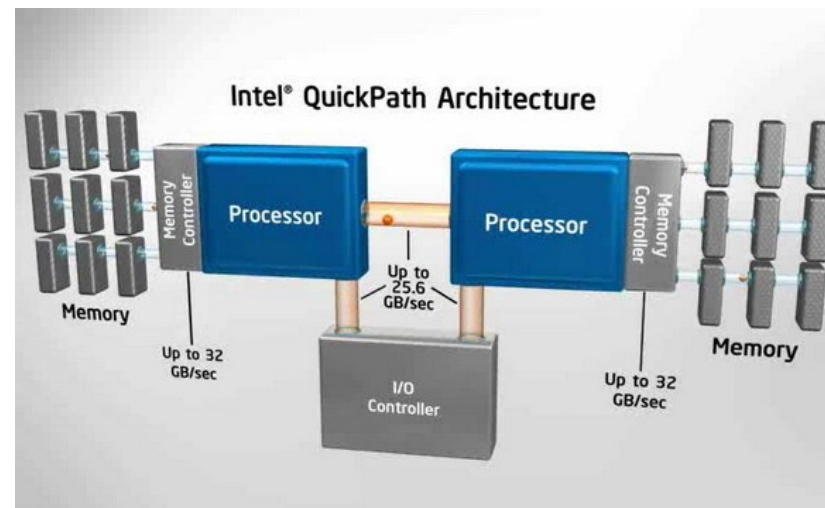 Intel® QuickPath Architecture
Memory
Controller
Processor
Processor
Memory
Controller
Up to
25.6
GB/sec
Memory
Memory
Up to 32
GB/sec
I/O
Controller
Up to 32
GB/sec